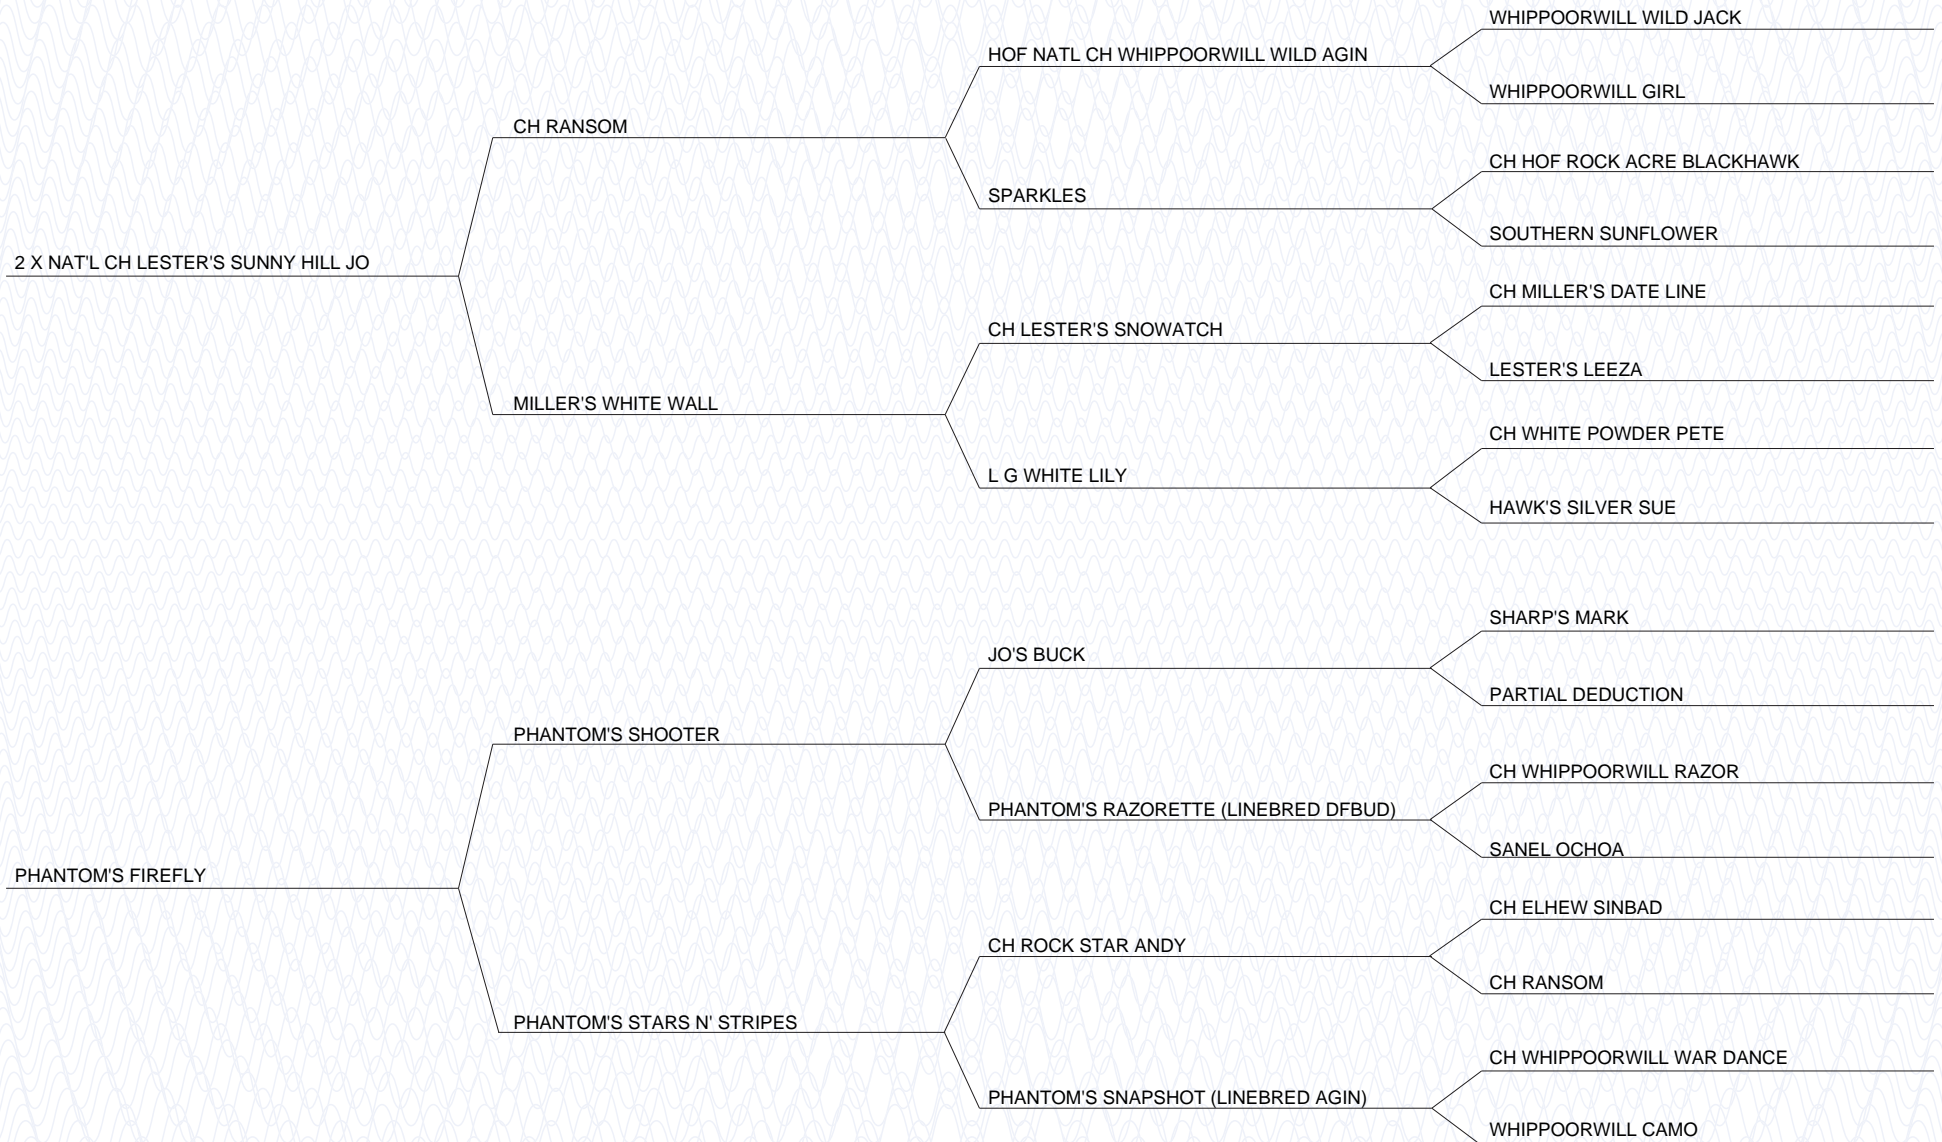 WHIPPOORWILL WILD JACK
HOF NATL CH WHIPPOORWILL WILD AGIN
WHIPPOORWILL GIRL
CH RANSOM
CH HOF ROCK ACRE BLACKHAWK
SPARKLES
SOUTHERN SUNFLOWER
2 X NAT'L CH LESTER'S SUNNY HILL JO
CH MILLER'S DATE LINE
CH LESTER'S SNOWATCH
LESTER'S LEEZA
MILLER'S WHITE WALL
CH WHITE POWDER PETE
L G WHITE LILY
HAWK'S SILVER SUE
SHARP'S MARK
JO'S BUCK
PARTIAL DEDUCTION
PHANTOM'S SHOOTER
CH WHIPPOORWILL RAZOR
PHANTOM'S RAZORETTE (LINEBRED DFBUD)
SANEL OCHOA
PHANTOM'S FIREFLY
CH ELHEW SINBAD
CH ROCK STAR ANDY
CH RANSOM
PHANTOM'S STARS N' STRIPES
CH WHIPPOORWILL WAR DANCE
PHANTOM'S SNAPSHOT (LINEBRED AGIN)
WHIPPOORWILL CAMO